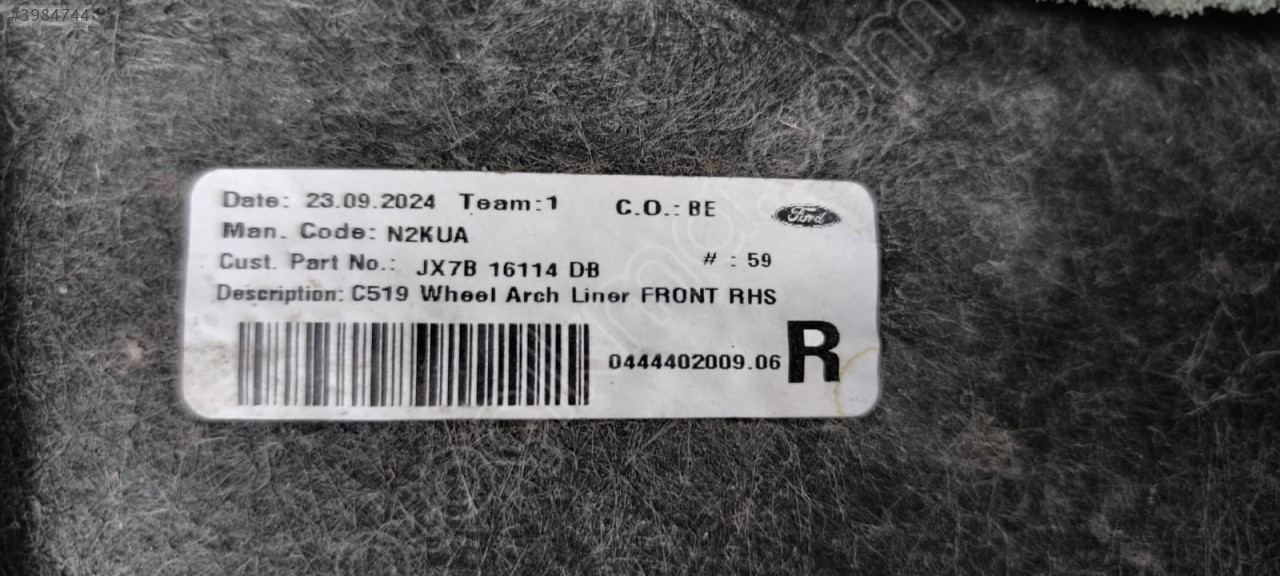 #3984744
Date: 23.09.2024 Team:1 C.O.: BE Ford
Man. Code: N2KUA
Cust. Part No.: JX7B 16114 DB # : 59
Description: C519 Wheel Arch Liner FRONT RHS
0444402009.06 R